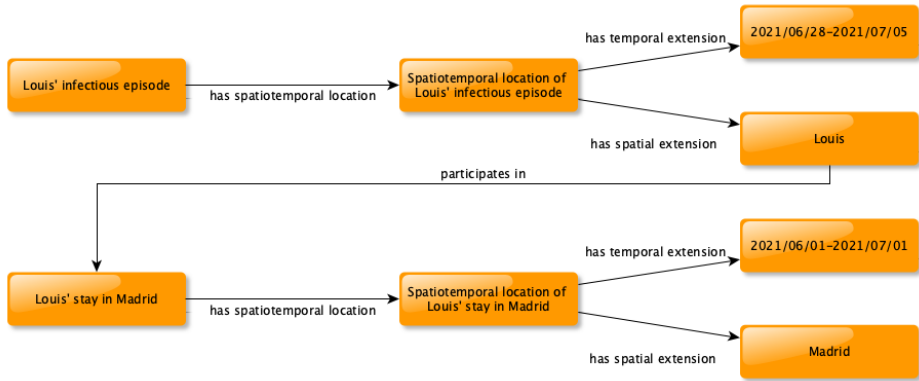 2021/06/28-2021/07/05
has temporal extension
Louis' infectious episode
has spatiotemporal location
Spatiotemporal location of
Louis' infectious episode
has spatial extension
Louis
participates in
2021/06/01-2021/07/01
has temporal extension
Louis' stay in Madrid
has spatiotemporal location
Spatiotemporal location of
Louis' stay in Madrid
has spatial extension
Madrid